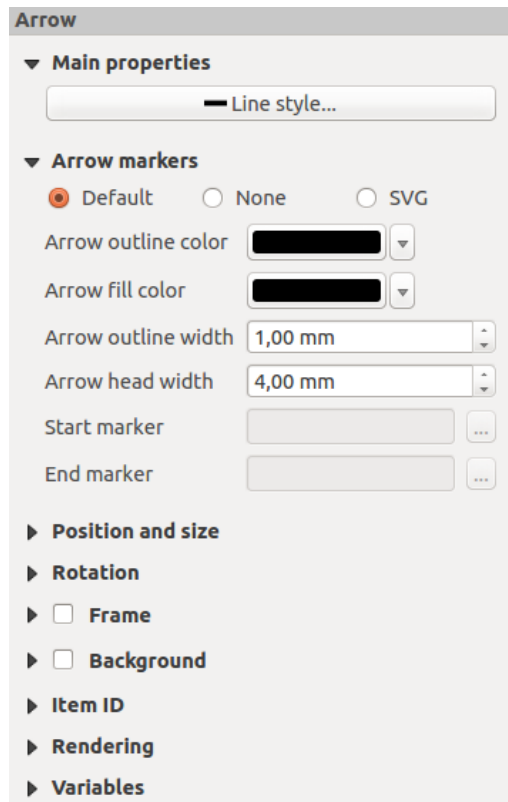 Arrow
Main properties
Line style...
Arrow markers
Default None SVG
Arrow outline color
Arrow fill color
Arrow outline width 1,00 mm
Arrow head width 4,00 mm
Start marker ...
End marker ...
Position and size
Rotation
Frame
Background
Item ID
Rendering
Variables